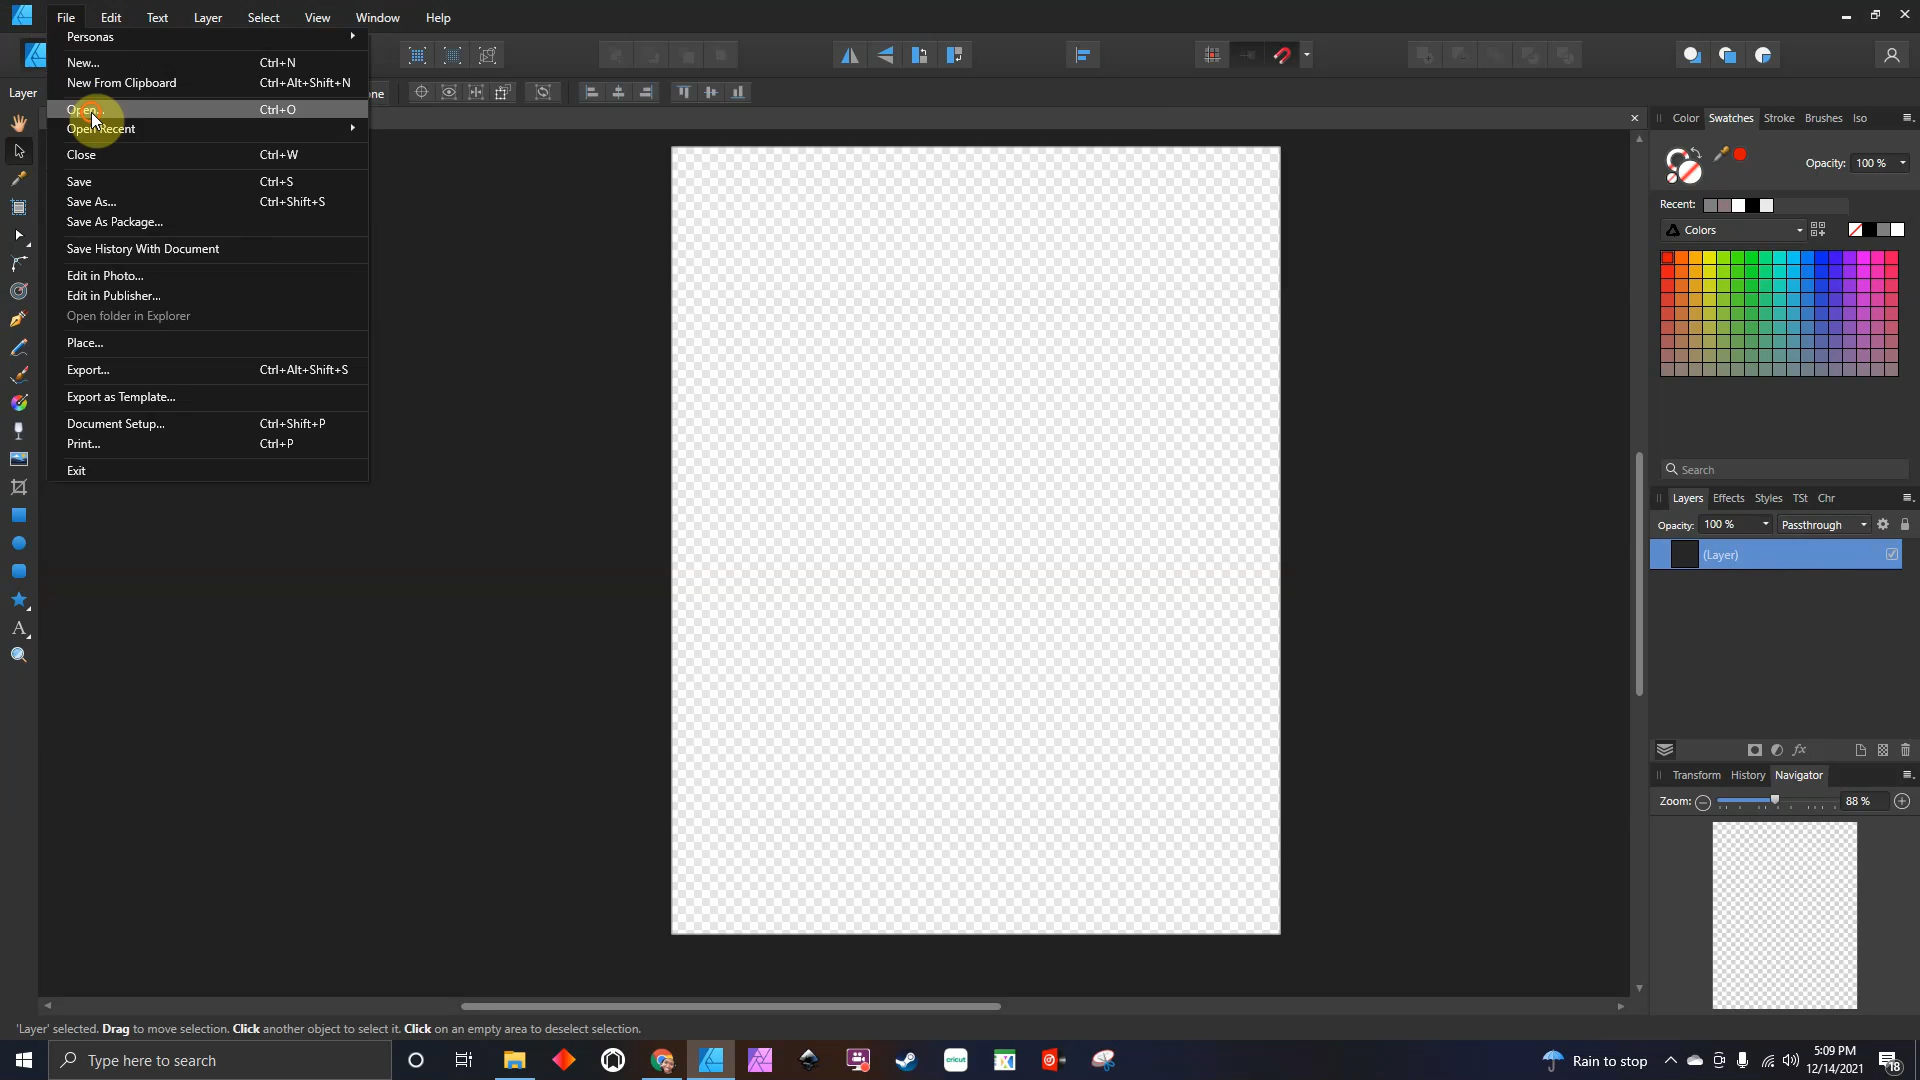 File Edit Text Layer Select View Window Help
Personas
New... Ctrl+N
New From Clipboard Ctrl+Alt+Shift+N
Layer
one
Open... Ctrl+O
Open Recent
Close Ctrl+W
Save Ctrl+S
Save As... Ctrl+Shift+S
Save As Package...
Save History With Document
Edit in Photo...
Edit in Publisher...
Open folder in Explorer
Place...
Export... Ctrl+Alt+Shift+S
Export as Template...
Document Setup... Ctrl+Shift+P
Print... Ctrl+P
Exit
Color Swatches Stroke Brushes Iso
Opacity: 100 %
Recent:
Colors
Search
Layers Effects Styles TSt Chr
Opacity: 100 % Passthrough
(Layer)
fx
Transform History Navigator
Zoom: 88 %
'Layer' selected. Drag to move selection. Click another object to select it. Click on an empty area to deselect selection.
Type here to search
cricut
Rain to stop
5:09 PM
12/14/2021
18